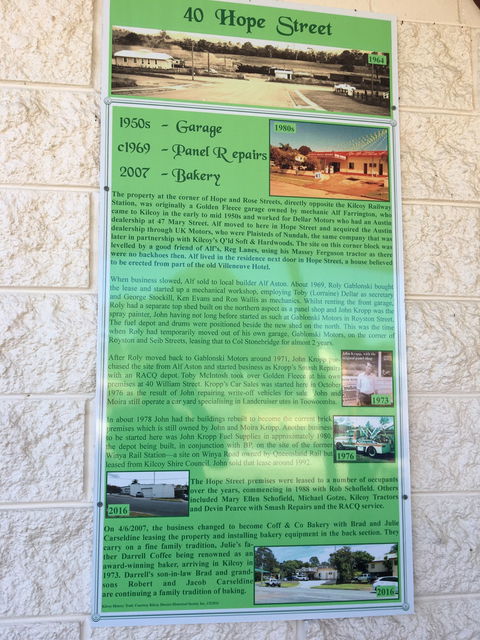 40 Hope Street
1964
1950s - Garage
c1969 - Panel Repairs
2007 - Bakery
1980s
The property at the corner of Hope and Rose Streets, directly opposite the Kilcoy Railway
Station, was originally a Golden Fleece garage owned by mechanic Alf Farrington, who
came to Kilcoy in the early to mid 1950s and worked for Dellar Motors who had an Austin
dealership at 47 Mary Street. Alf moved to here in Hope Street and acquired the Austin
dealership through UK Motors, who were Plaisteds of Nundah, the same company that was
later in partnership with Kilcoy's Q'ld Soft & Hardwoods. The site on this corner block was
levelled by a good friend of Alf's, Reg Lanes, using his Massey Ferguson tractor as there
were no backhoes then. Alf lived in the residence next door in Hope Street, a house believed
to be erected from part of the old Villeneuve Hotel.
When business slowed, Alf sold to local builder Alf Aston. About 1969, Roly Gablonski bought
the lease and started up a mechanical workshop, employing Toby (Lorraine) Dellar as secretary
and George Stockill, Ken Evans and Ron Wallis as mechanics. Whilst renting the front garage,
Roly had a separate top shed built on the northern aspect as a panel shop and John Kropp was the
spray painter, John having not long before started as such at Gablonski Motors in Royston Street.
The fuel depot and drums were positioned beside the new shed on the north. This was the time
when Roly had temporarily moved out of his own garage, Gablonski Motors, on the corner of
Royston and Seib Streets, leasing that to Col Stonebridge for almost 2 years.
After Roly moved back to Gablonski Motors around 1971, John Kropp pur-
chased the site from Alf Aston and started business as Kropp's Smash Repairs
with an RACQ depot. Toby McIntosh took over Golden Fleece at his own
premises at 40 William Street. Kropp's Car Sales was started here in October
1976 as the result of John repairing write-off vehicles for sale. John and
Moira still operate a car yard specialising in Landcruiser utes in Toowoomba.
John Kropp, with the
original panel shop
1973
In about 1978 John had the buildings rebuilt to become the current brick
premises which is still owned by John and Moira Kropp. Another business
to be started here was John Kropp Fuel Supplies in approximately 1980,
the depot being built, in conjunction with BP, on the site of the former
Winya Rail Station—a site on Winya Road owned by Queensland Rail but
leased from Kilcoy Shire Council. John sold that lease around 1992.
1976
2016
The Hope Street premises were leased to a number of occupants
over the years, commencing in 1988 with Rob Schofield. Others
included Mary Ellen Schofield, Michael Gotze, Kilcoy Tractors
and Devin Pearce with Smash Repairs and the RACQ service.
On 4/6/2007, the business changed to become Coff & Co Bakery with Brad and Julie
Carseldine leasing the property and installing bakery equipment in the back section. They
carry on a fine family tradition, Julie's fa-
ther Darrell Coffee being renowned as an
award-winning baker, arriving in Kilcoy in
1973. Darrell's son-in-law Brad and grand-
sons Robert and Jacob Carseldine
are continuing a family tradition of baking.
2016